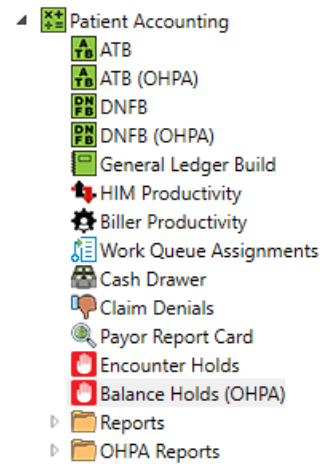 Patient Accounting
ATB
ATB (OHPA)
DNFB
DNFB (OHPA)
General Ledger Build
HIM Productivity
Biller Productivity
Work Queue Assignments
Cash Drawer
Claim Denials
Payor Report Card
Encounter Holds
Balance Holds (OHPA)
Reports
OHPA Reports